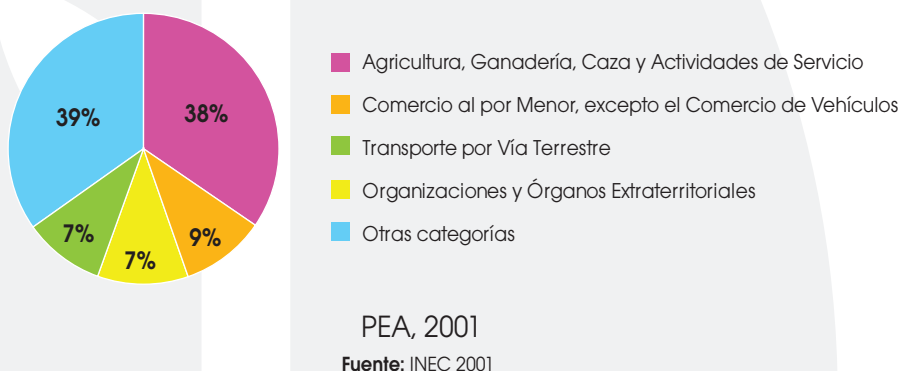 39%
38%
7%
7%
9%
Agricultura, Ganadería, Caza y Actividades de Servicio
Comercio al por Menor, excepto el Comercio de Vehículos
Transporte por Vía Terrestre
Organizaciones y Órganos Extraterritoriales
Otras categorías
PEA, 2001
Fuente: INEC 2001